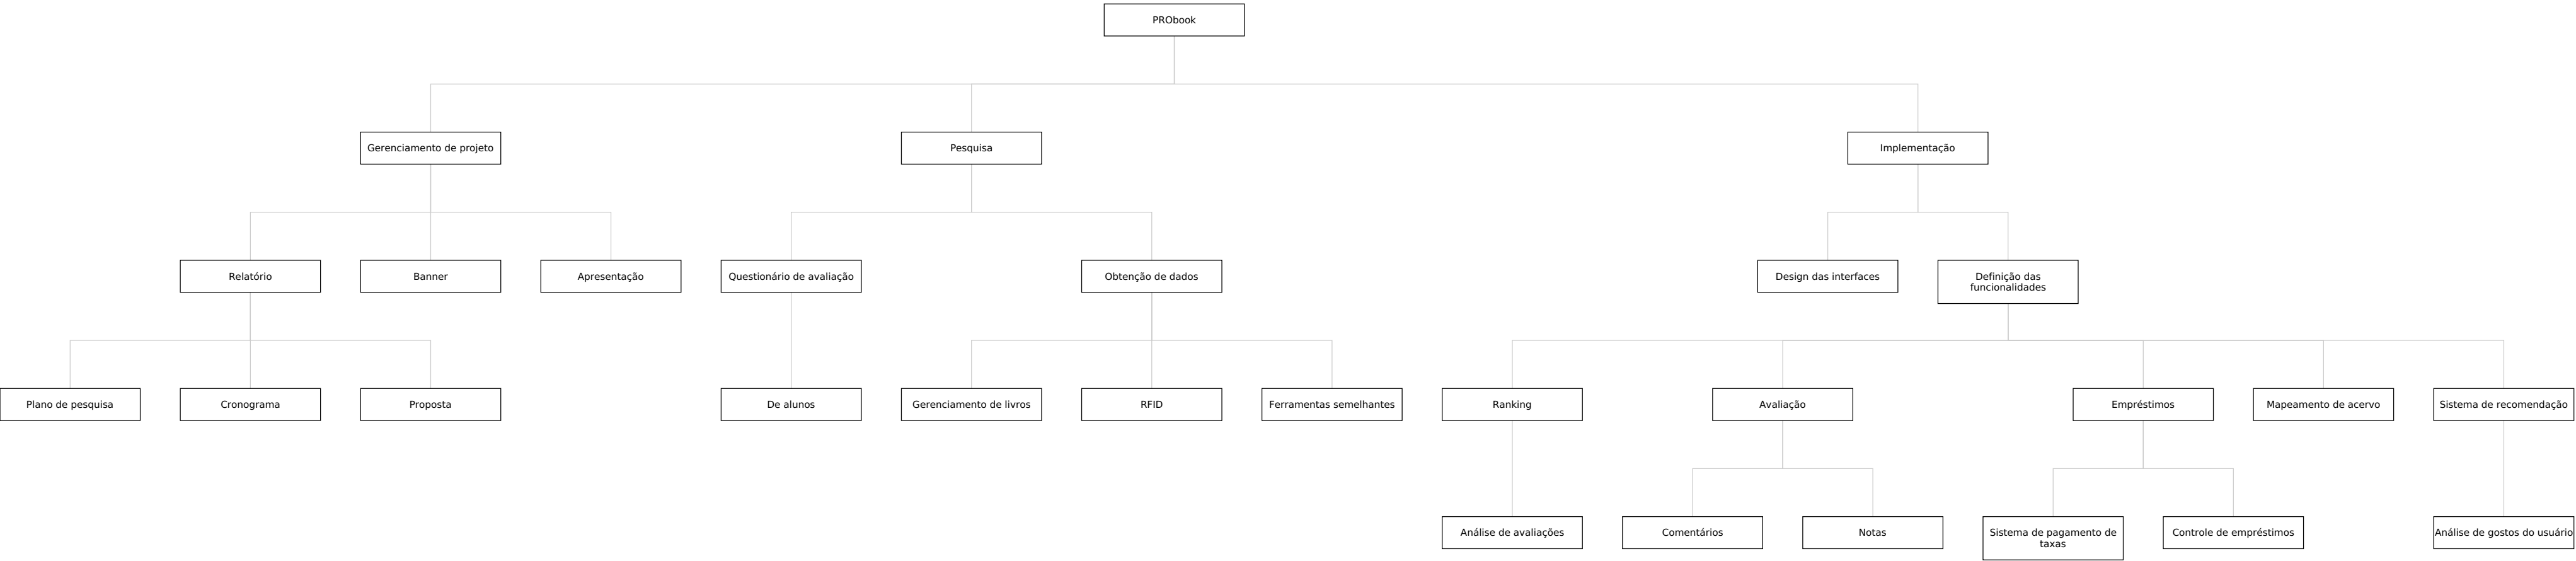 PRObook
Gerenciamento de projeto
Pesquisa
Implementação
Relatório
Banner
Apresentação
Questionário de avaliação
Obtenção de dados
Design das interfaces
Definição das
funcionalidades
Plano de pesquisa
Cronograma
Proposta
De alunos
Gerenciamento de livros
RFID
Ferramentas semelhantes
Ranking
Avaliação
Empréstimos
Mapeamento de acervo
Sistema de recomendação
Análise de avaliações
Comentários
Notas
Sistema de pagamento de
taxas
Controle de empréstimos
Análise de gostos do usuário